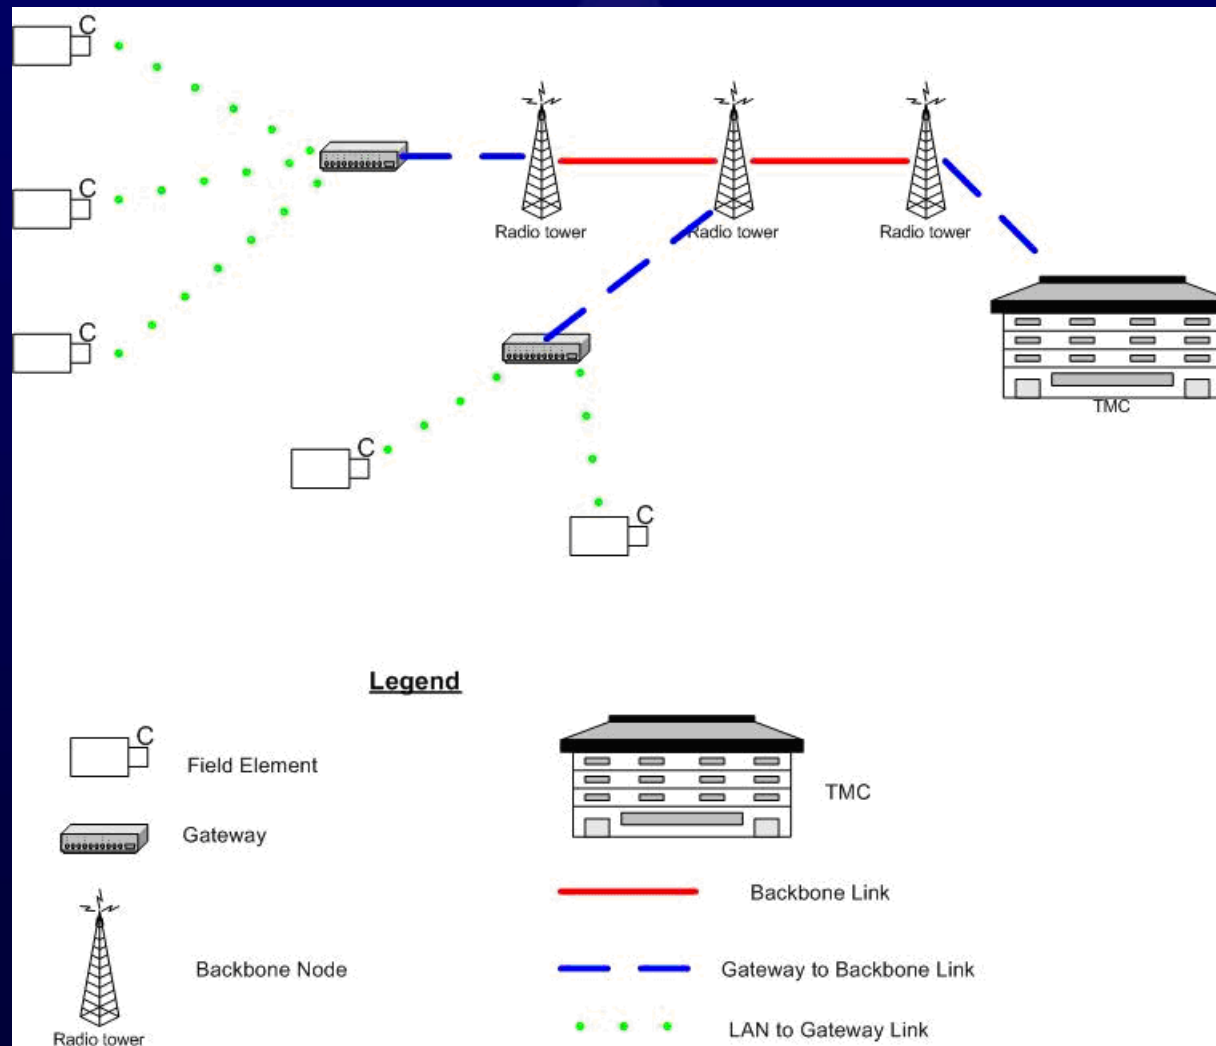 C
C
C
Radio tower
Radio tower
Radio tower
TMC
C
C
Legend
C
Field Element
TMC
Gateway
Backbone Link
Backbone Node
Gateway to Backbone Link
Radio tower
LAN to Gateway Link